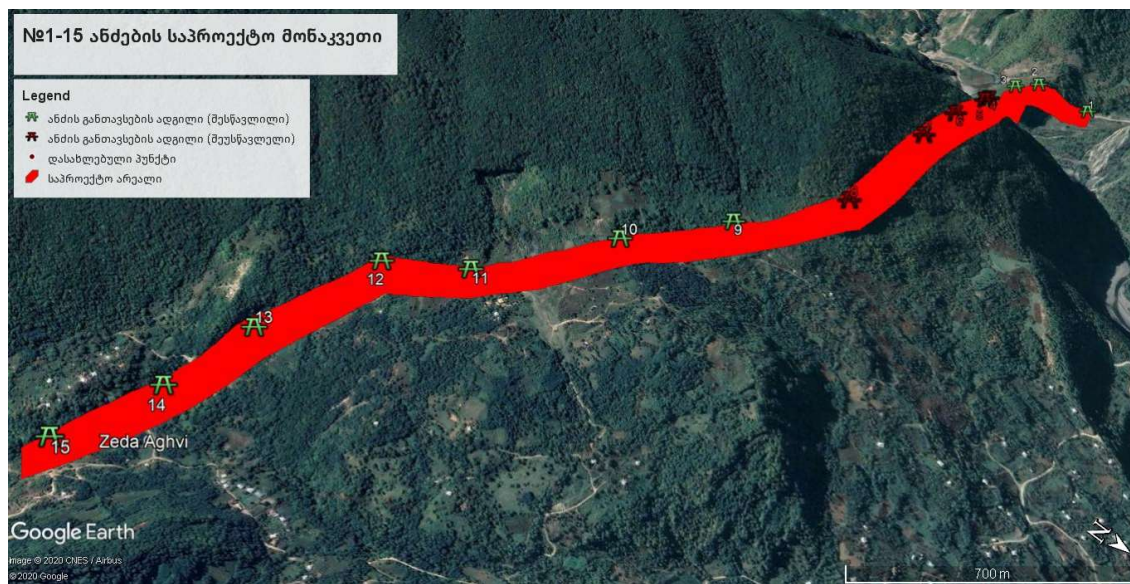 №1-15 ანძების საპროექტო მონაკვეთი
Legend
ანძის განთავსების ადგილი (შესწავლილი)
ანძის განთავსების ადგილი (შეუსწავლელი)
დასახლებული პუნქტი
საპროექტო არეალი
3
2
1
10
9
12
11
13
14
15
Zeda Aghvi
Google Earth
Image © 2020 CNES / Airbus
© 2020 Google
N
700 m